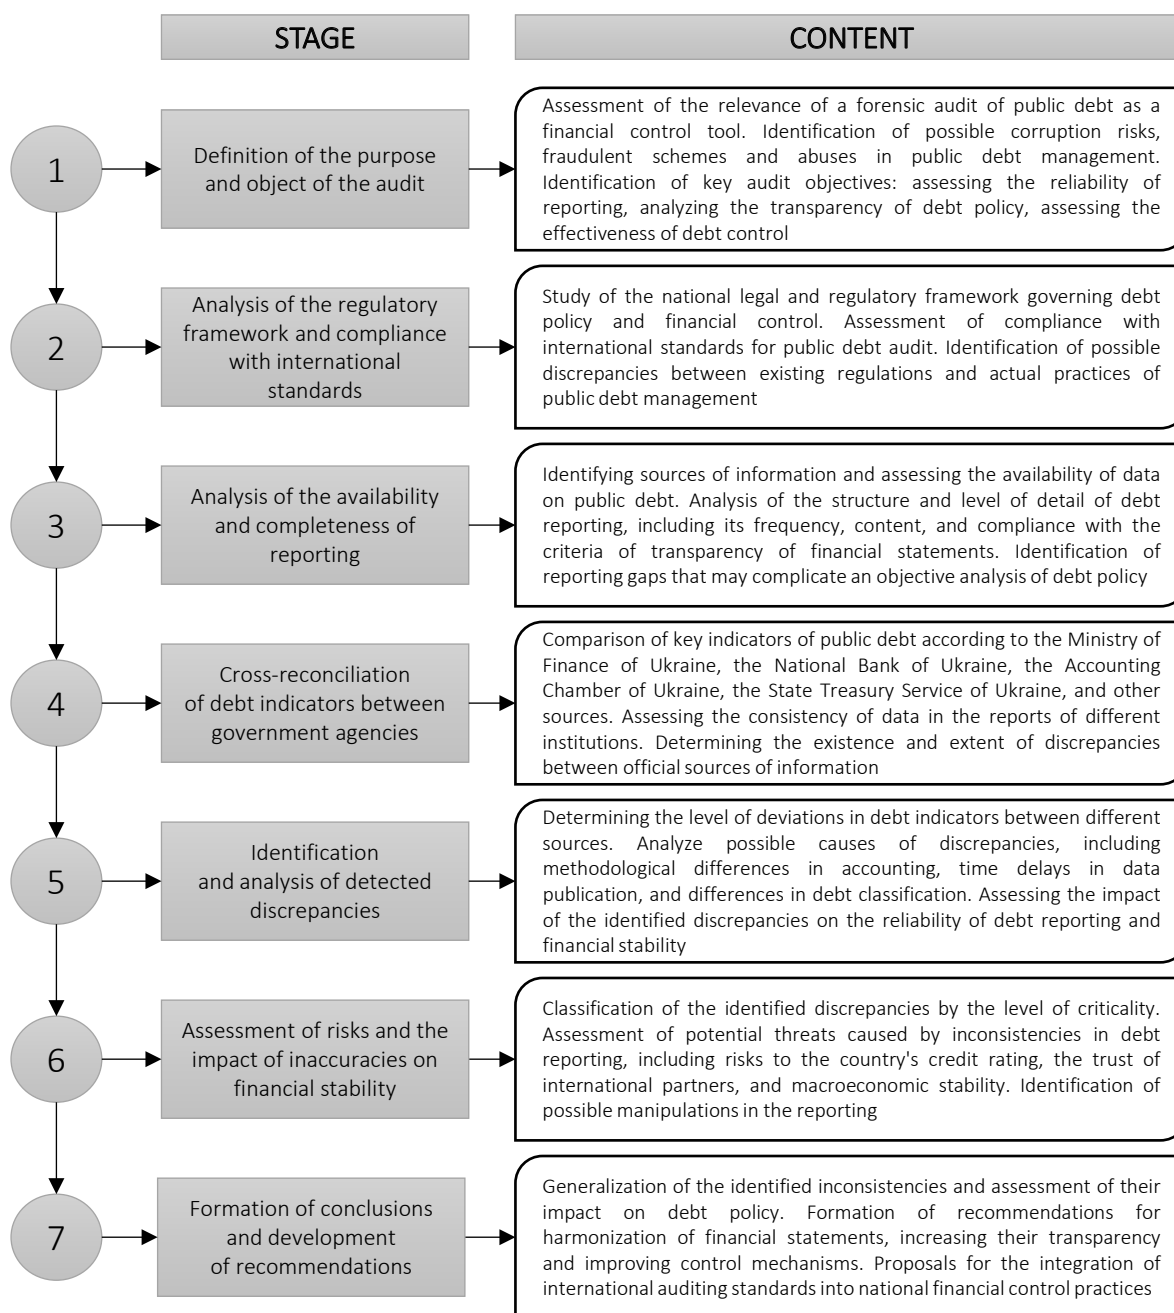 STAGE
CONTENT
1
Definition of the purpose
and object of the audit
Assessment of the relevance of a forensic audit of public debt as a
financial control tool. Identification of possible corruption risks,
fraudulent schemes and abuses in public debt management.
Identification of key audit objectives: assessing the reliability of
reporting, analyzing the transparency of debt policy, assessing the
effectiveness of debt control
2
Analysis of the regulatory
framework and compliance
with international
standards
Study of the national legal and regulatory framework governing debt
policy and financial control. Assessment of compliance with
international standards for public debt audit. Identification of possible
discrepancies between existing regulations and actual practices of
public debt management
3
Analysis of the availability
and completeness of
reporting
Identifying sources of information and assessing the availability of data
on public debt. Analysis of the structure and level of detail of debt
reporting, including its frequency, content, and compliance with the
criteria of transparency of financial statements. Identification of
reporting gaps that may complicate an objective analysis of debt policy
4
Cross-reconciliation
of debt indicators between
government agencies
Comparison of key indicators of public debt according to the Ministry of
Finance of Ukraine, the National Bank of Ukraine, the Accounting
Chamber of Ukraine, the State Treasury Service of Ukraine, and other
sources. Assessing the consistency of data in the reports of different
institutions. Determining the existence and extent of discrepancies
between official sources of information
5
Identification
and analysis of detected
discrepancies
Determining the level of deviations in debt indicators between different
sources. Analyze possible causes of discrepancies, including
methodological differences in accounting, time delays in data
publication, and differences in debt classification. Assessing the impact
of the identified discrepancies on the reliability of debt reporting and
financial stability
6
Assessment of risks and the
impact of inaccuracies on
financial stability
Classification of the identified discrepancies by the level of criticality.
Assessment of potential threats caused by inconsistencies in debt
reporting, including risks to the country's credit rating, the trust of
international partners, and macroeconomic stability. Identification of
possible manipulations in the reporting
7
Formation of conclusions
and development
of recommendations
Generalization of the identified inconsistencies and assessment of their
impact on debt policy. Formation of recommendations for
harmonization of financial statements, increasing their transparency
and improving control mechanisms. Proposals for the integration of
international auditing standards into national financial control practices